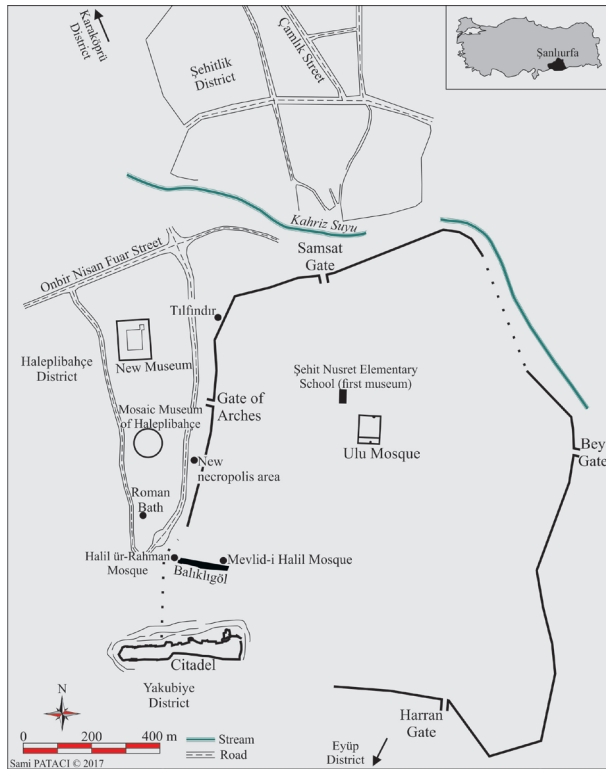 Karaköprü
District
Şehitlik
District
Çamlık Street
Şanlıurfa
Kahriz Suyu
Onbir Nisan Fuar Street
Samsat
Gate
Tılfındır
Haleplibahçe
District
New Museum
Şehit Nusret Elementary
School (first museum)
Gate of
Arches
Mosaic Museum
of Haleplibahçe
Ulu Mosque
Bey
Gate
New
necropolis area
Roman
Bath
Halil ür-Rahman
Mosque
Mevlid-i Halil Mosque
Balıklıgöl
Citadel
Yakubiye
District
N
Harran
Gate
0 200 400 m
Stream
Road
Eyüp
District
Sami PATACI © 2017